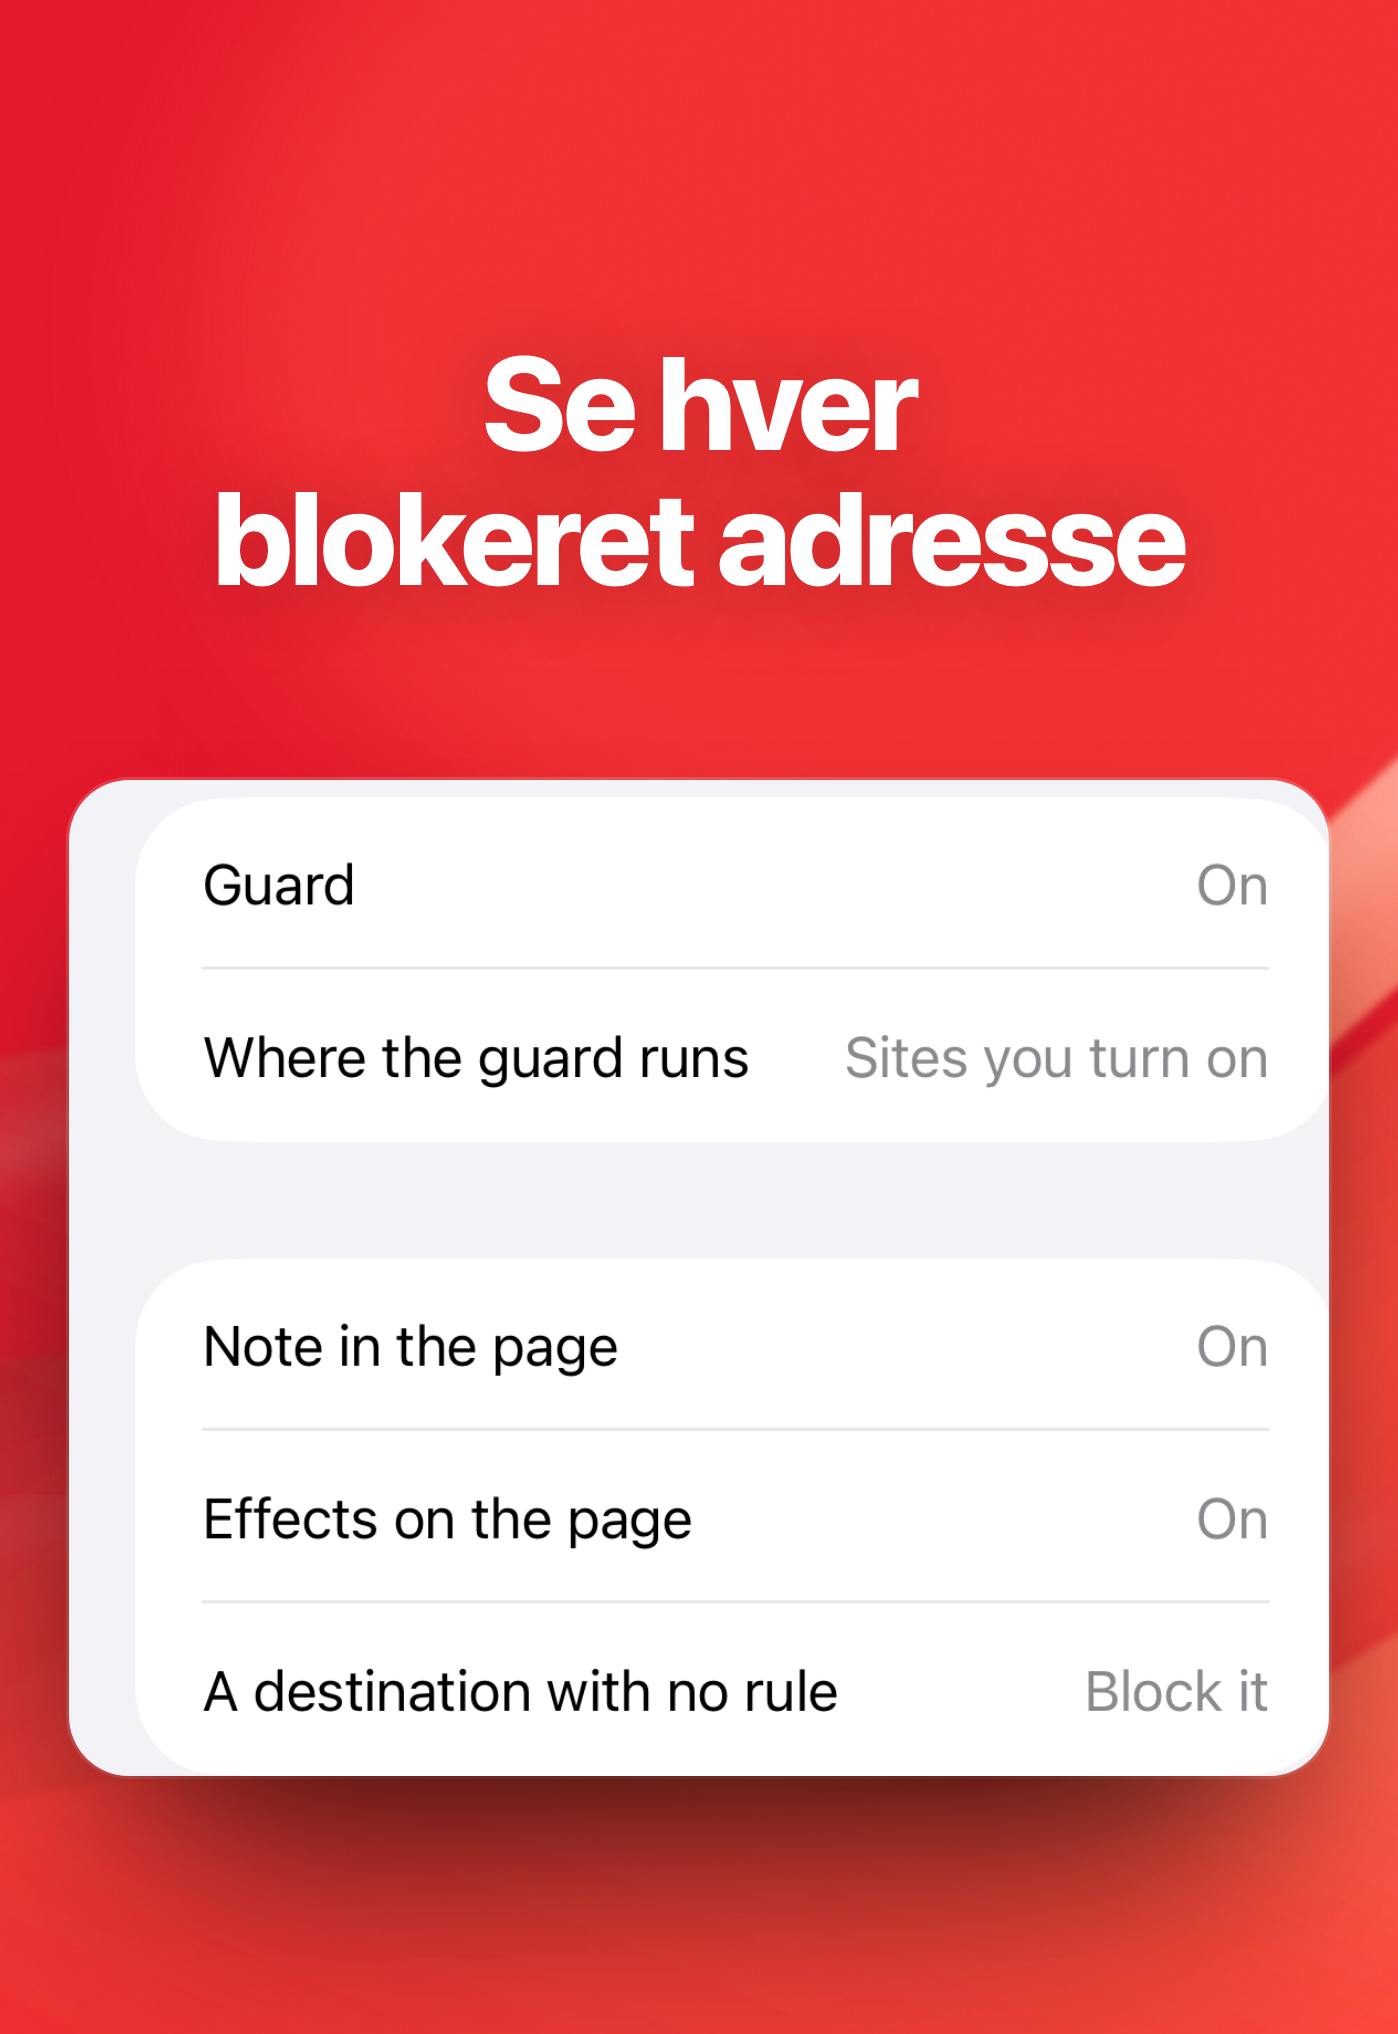 Se hver
blokeret adresse
Guard On
Where the guard runs Sites you turn on
Note in the page On
Effects on the page On
A destination with no rule Block it